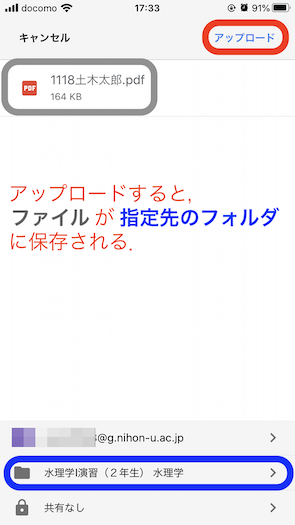 docomo 17:33 91%
キャンセル アップロード
PDF 1118土木太郎.pdf
164 KB
アップロードすると,
ファイル が 指定先のフォルダ
に保存される.
@g.nihon-u.ac.jp
水理学I演習（２年生） 水理学
共有なし